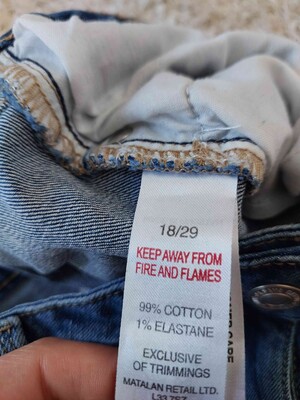 18/29
KEEP AWAY FROM
FIRE AND FLAMES
99% COTTON
1% ELASTANE
EXCLUSIVE
OF TRIMMINGS
MATALAN RETAIL LTD.